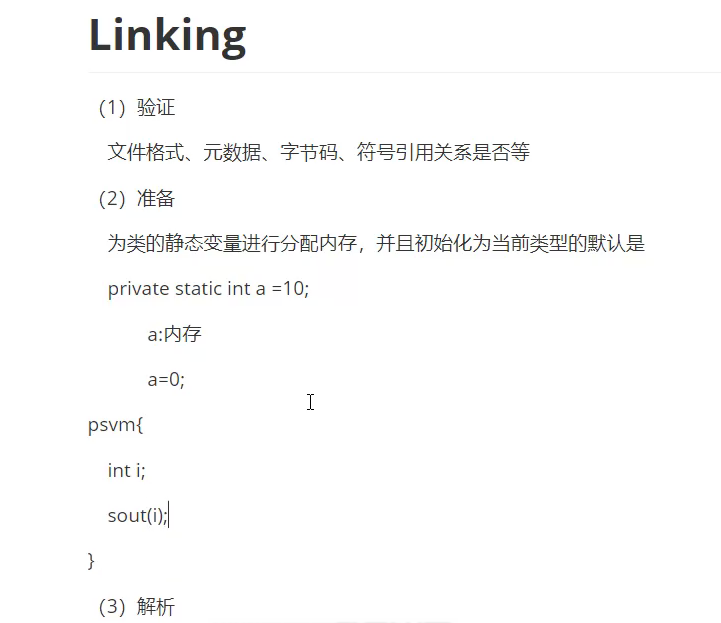 Linking
（1）验证
文件格式、元数据、字节码、符号引用关系是否等
（2）准备
为类的静态变量进行分配内存，并且初始化为当前类型的默认是
private static int a =10;
a:内存
a=0;
psvm{
int i;
sout(i);
}
（3）解析